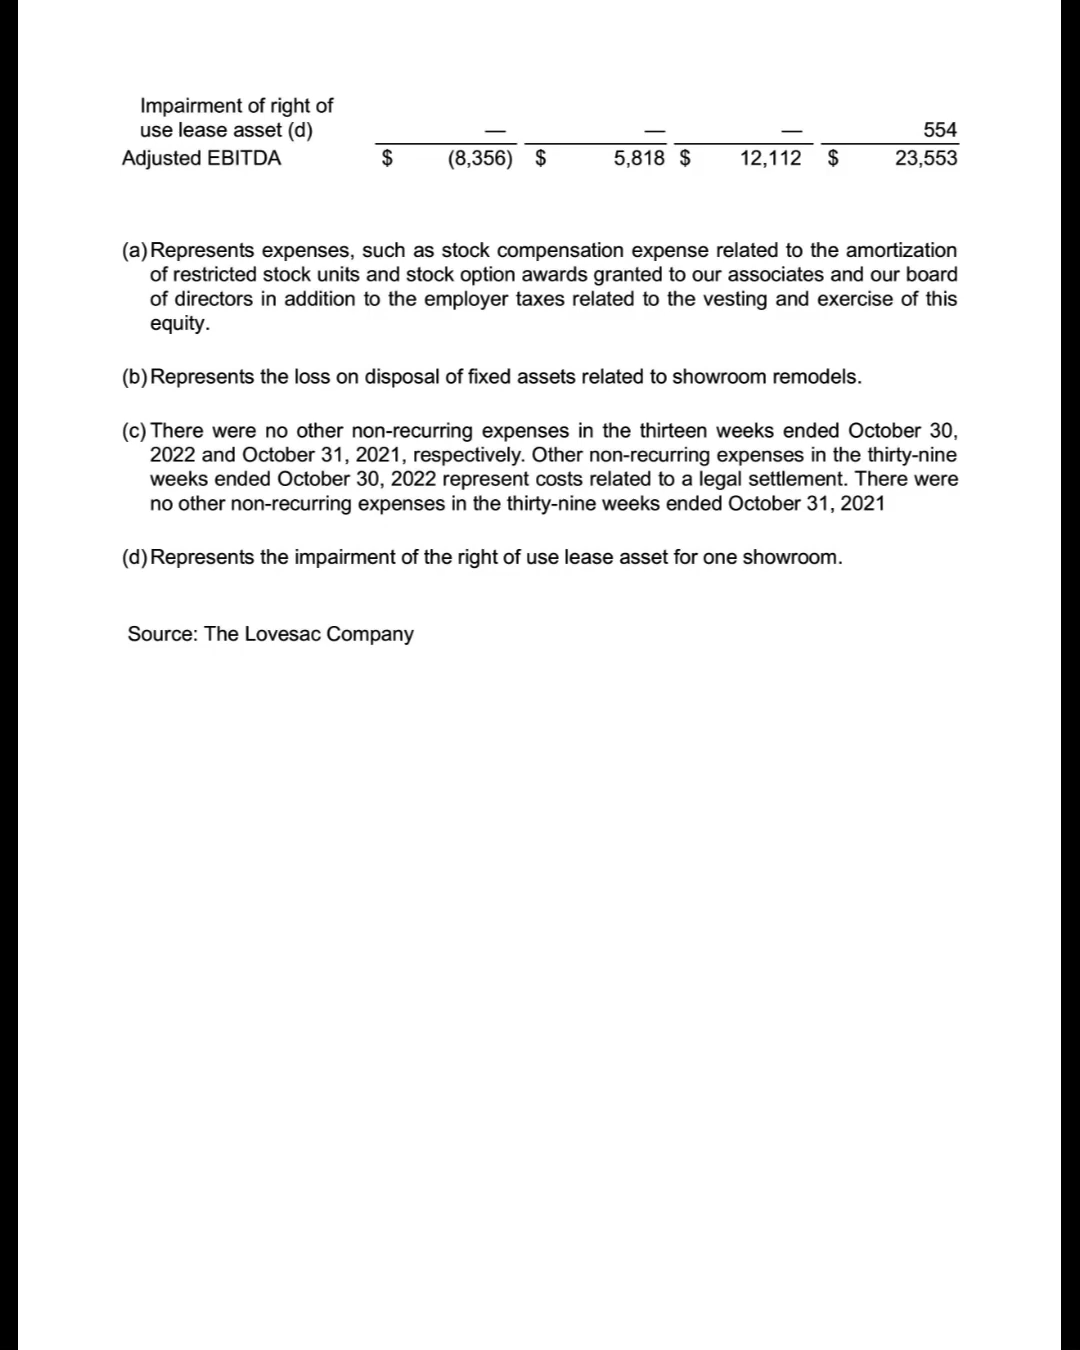 Impairment of right of
use lease asset (d) — — — 554
Adjusted EBITDA $ (8,356) $ 5,818 $ 12,112 $ 23,553
(a) Represents expenses, such as stock compensation expense related to the amortization
of restricted stock units and stock option awards granted to our associates and our board
of directors in addition to the employer taxes related to the vesting and exercise of this
equity.
(b) Represents the loss on disposal of fixed assets related to showroom remodels.
(c) There were no other non-recurring expenses in the thirteen weeks ended October 30,
2022 and October 31, 2021, respectively. Other non-recurring expenses in the thirty-nine
weeks ended October 30, 2022 represent costs related to a legal settlement. There were
no other non-recurring expenses in the thirty-nine weeks ended October 31, 2021
(d) Represents the impairment of the right of use lease asset for one showroom.
Source: The Lovesac Company